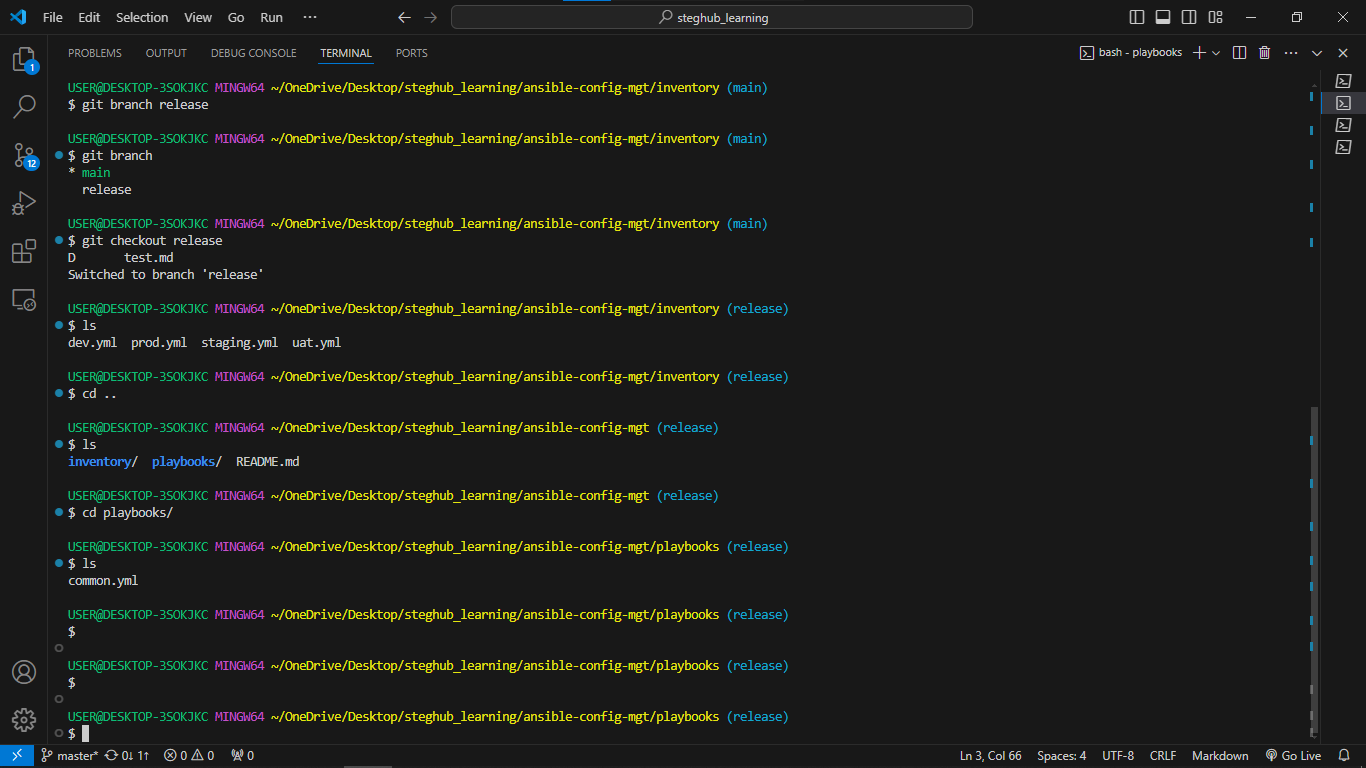 File Edit Selection View Go Run ··· steghub_learning
1
12
PROBLEMS OUTPUT DEBUG CONSOLE TERMINAL PORTS bash - playbooks ···
USER@DESKTOP-3SOKJKC MINGW64 ~/OneDrive/Desktop/steghub_learning/ansible-config-mgt/inventory (main)
$ git branch release
USER@DESKTOP-3SOKJKC MINGW64 ~/OneDrive/Desktop/steghub_learning/ansible-config-mgt/inventory (main)
$ git branch
* main
release
USER@DESKTOP-3SOKJKC MINGW64 ~/OneDrive/Desktop/steghub_learning/ansible-config-mgt/inventory (main)
$ git checkout release
D test.md
Switched to branch 'release'
USER@DESKTOP-3SOKJKC MINGW64 ~/OneDrive/Desktop/steghub_learning/ansible-config-mgt/inventory (release)
$ ls
dev.yml prod.yml staging.yml uat.yml
USER@DESKTOP-3SOKJKC MINGW64 ~/OneDrive/Desktop/steghub_learning/ansible-config-mgt/inventory (release)
$ cd ..
USER@DESKTOP-3SOKJKC MINGW64 ~/OneDrive/Desktop/steghub_learning/ansible-config-mgt (release)
$ ls
inventory/ playbooks/ README.md
USER@DESKTOP-3SOKJKC MINGW64 ~/OneDrive/Desktop/steghub_learning/ansible-config-mgt (release)
$ cd playbooks/
USER@DESKTOP-3SOKJKC MINGW64 ~/OneDrive/Desktop/steghub_learning/ansible-config-mgt/playbooks (release)
$ ls
common.yml
USER@DESKTOP-3SOKJKC MINGW64 ~/OneDrive/Desktop/steghub_learning/ansible-config-mgt/playbooks (release)
$
USER@DESKTOP-3SOKJKC MINGW64 ~/OneDrive/Desktop/steghub_learning/ansible-config-mgt/playbooks (release)
$
USER@DESKTOP-3SOKJKC MINGW64 ~/OneDrive/Desktop/steghub_learning/ansible-config-mgt/playbooks (release)
$
master* 0↓ 1↑ 0 0 0 Ln 3, Col 66 Spaces: 4 UTF-8 CRLF Markdown Go Live